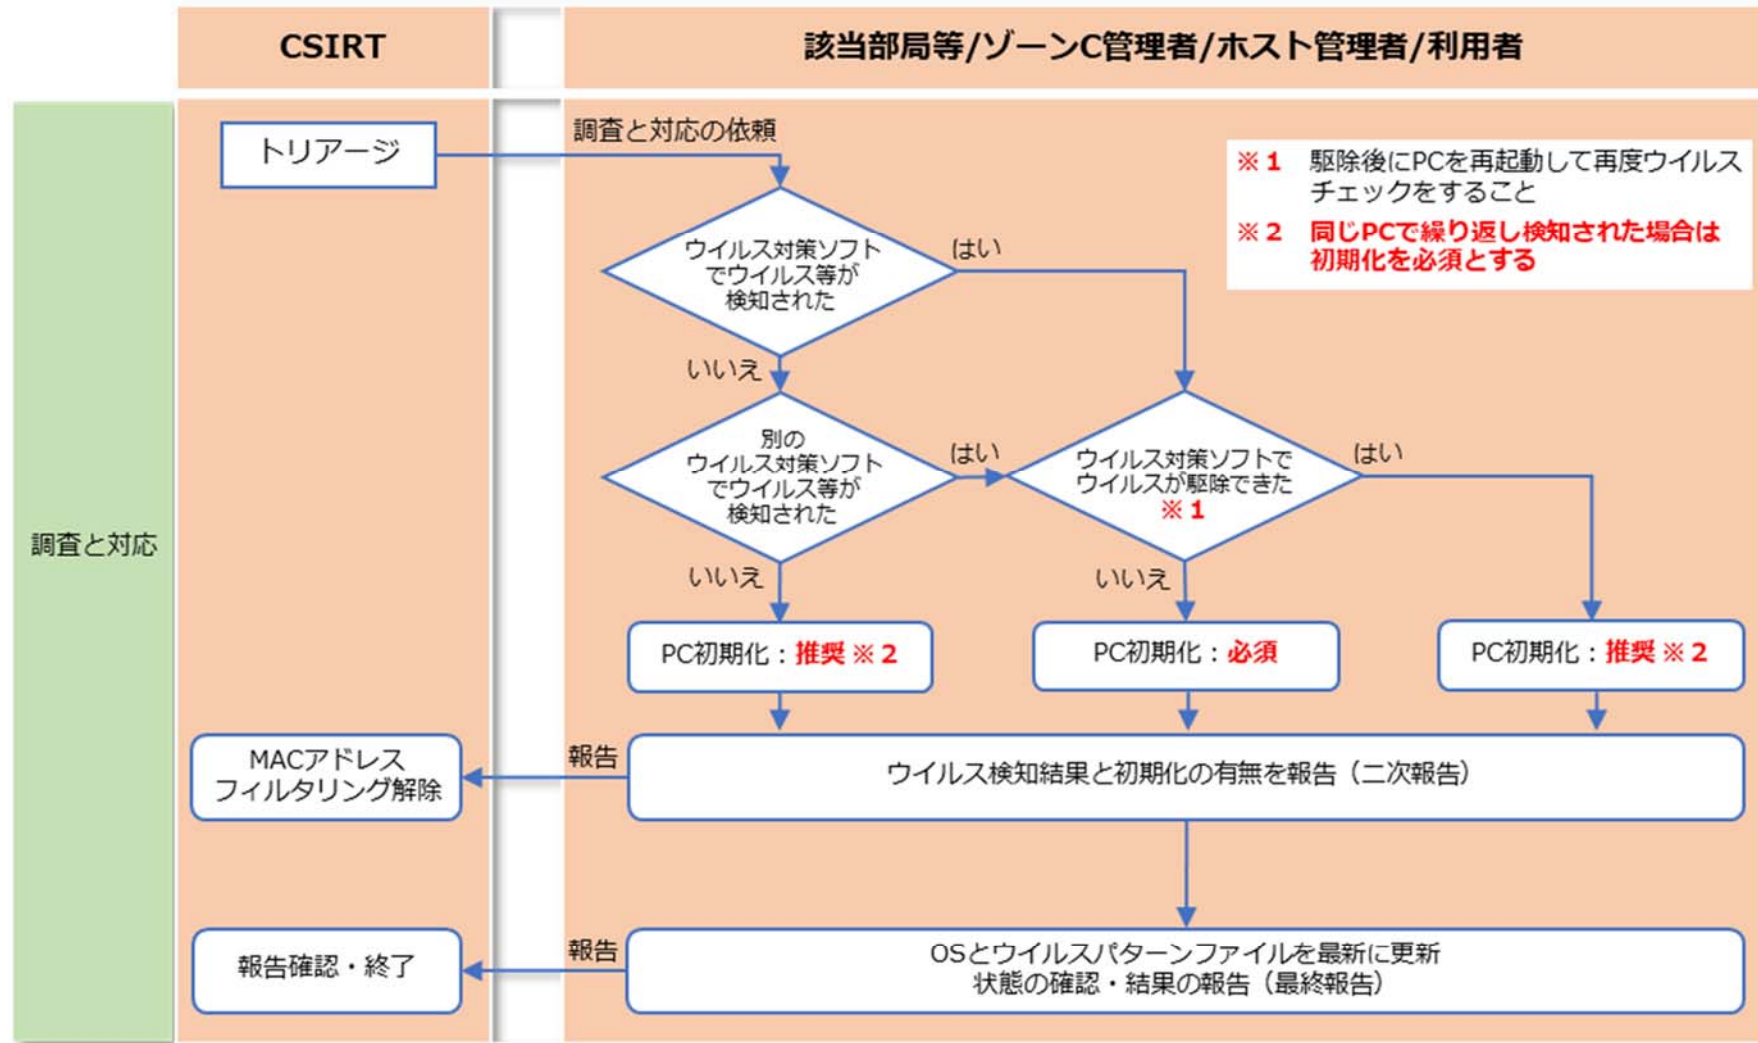 CSIRT
該当部局等/ゾーンC管理者/ホスト管理者/利用者
調査と対応
トリアージ
調査と対応の依頼
※1 駆除後にPCを再起動して再度ウイルス
チェックをすること
※2 同じPCで繰り返し検知された場合は
初期化を必須とする
ウイルス対策ソフト
でウイルス等が
検知された
はい
いいえ
別の
ウイルス対策ソフト
でウイルス等が
検知された
はい
いいえ
ウイルス対策ソフトで
ウイルスが駆除できた
※1
はい
いいえ
PC初期化：推奨※2
PC初期化：必須
PC初期化：推奨※2
MACアドレス
フィルタリング解除
報告
ウイルス検知結果と初期化の有無を報告（二次報告）
報告確認・終了
報告
OSとウイルスパターンファイルを最新に更新
状態の確認・結果の報告（最終報告）